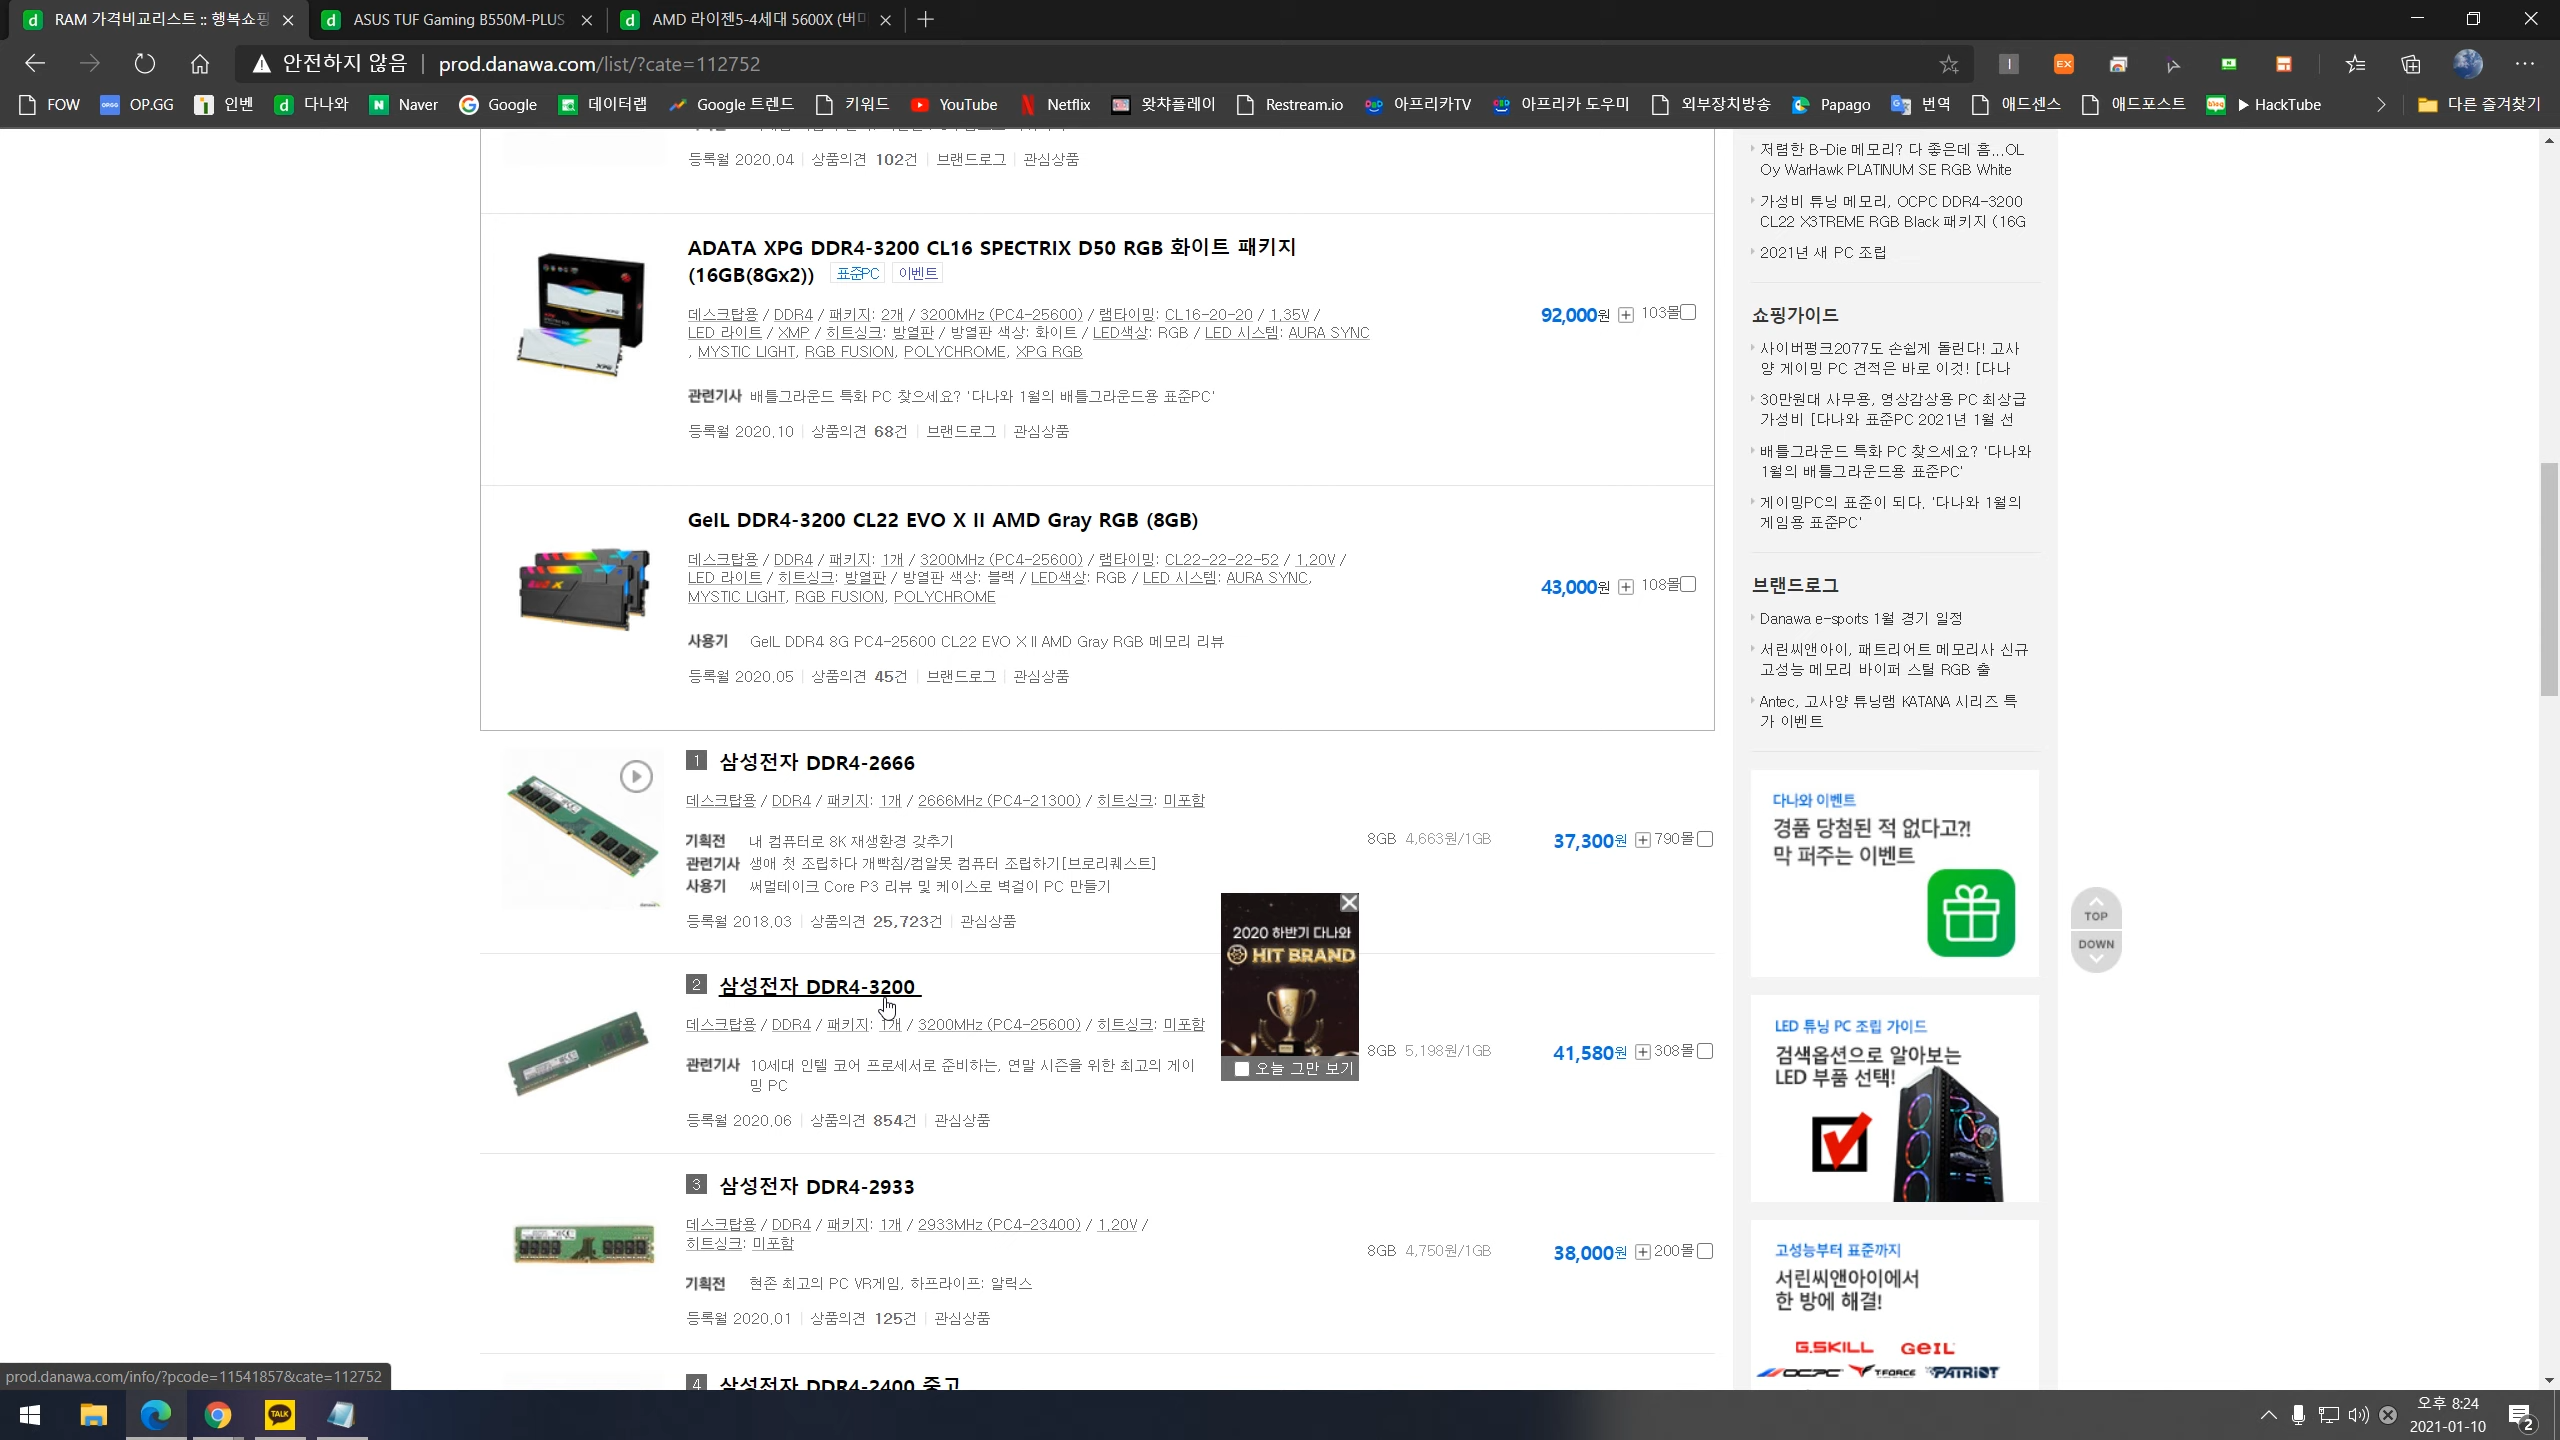 RAM 가격비교리스트 :: 행복쇼핑
ASUS TUF Gaming B550M-PLUS
AMD 라이젠5-4세대 5600X (버미
안전하지 않음 | prod.danawa.com/list/?cate=112752
FOW OP.GG 인벤 다나와 Naver Google 데이터랩 Google 트렌드 키워드 YouTube Netflix 왓챠플레이 Restream.io 아프리카TV 아프리카 도우미 외부장치방송 Papago 번역 애드센스 애드포스트 ▶ HackTube 다른 즐겨찾기
등록월 2020.04 상품의견 102건 브랜드로그 관심상품
ADATA XPG DDR4-3200 CL16 SPECTRIX D50 RGB 화이트 패키지
(16GB(8Gx2)) 표준PC 이벤트
데스크탑용 / DDR4 / 패키지: 2개 / 3200MHz (PC4-25600) / 램타이밍: CL16-20-20 / 1.35V /
LED 라이트 / XMP / 히트싱크: 방열판 / 방열판 색상: 화이트 / LED색상: RGB / LED 시스템: AURA SYNC
, MYSTIC LIGHT, RGB FUSION, POLYCHROME, XPG RGB
92,000원 103몰
관련기사 배틀그라운드 특화 PC 찾으세요? '다나와 1월의 배틀그라운드용 표준PC'
등록월 2020.10 상품의견 68건 브랜드로그 관심상품
GeIL DDR4-3200 CL22 EVO X II AMD Gray RGB (8GB)
데스크탑용 / DDR4 / 패키지: 1개 / 3200MHz (PC4-25600) / 램타이밍: CL22-22-22-52 / 1.20V /
LED 라이트 / 히트싱크: 방열판 / 방열판 색상: 블랙 / LED색상: RGB / LED 시스템: AURA SYNC,
MYSTIC LIGHT, RGB FUSION, POLYCHROME
43,000원 108몰
사용기 GeIL DDR4 8G PC4-25600 CL22 EVO X II AMD Gray RGB 메모리 리뷰
등록월 2020.05 상품의견 45건 브랜드로그 관심상품
1 삼성전자 DDR4-2666
데스크탑용 / DDR4 / 패키지: 1개 / 2666MHz (PC4-21300) / 히트싱크: 미포함
기획전 내 컴퓨터로 8K 재생환경 갖추기
관련기사 생애 첫 조립하다 개빡침/컴알못 컴퓨터 조립하기[브로리퀘스트]
사용기 써멀테이크 Core P3 리뷰 및 케이스로 벽걸이 PC 만들기
8GB 4,663원/1GB 37,300원 790몰
등록월 2018.03 상품의견 25,723건 관심상품
2 삼성전자 DDR4-3200
데스크탑용 / DDR4 / 패키지: 1개 / 3200MHz (PC4-25600) / 히트싱크: 미포함
관련기사 10세대 인텔 코어 프로세서로 준비하는, 연말 시즌을 위한 최고의 게이
밍 PC
8GB 5,198원/1GB 41,580원 308몰
등록월 2020.06 상품의견 854건 관심상품
3 삼성전자 DDR4-2933
데스크탑용 / DDR4 / 패키지: 1개 / 2933MHz (PC4-23400) / 1.20V /
히트싱크: 미포함
8GB 4,750원/1GB 38,000원 200몰
기획전 현존 최고의 PC VR게임, 하프라이프: 알릭스
등록월 2020.01 상품의견 125건 관심상품
4 삼성전자 DDR4-2400 중고
2020 하반기 다나와
HIT BRAND
오늘 그만 보기
저렴한 B-Die 메모리? 다 좋은데 흠...OL
Oy WarHawk PLATINUM SE RGB White
가성비 튜닝 메모리, OCPC DDR4-3200
CL22 X3TREME RGB Black 패키지 (16G
2021년 새 PC 조립
쇼핑가이드
사이버펑크2077도 손쉽게 돌린다! 고사
양 게이밍 PC 견적은 바로 이것! [다나
30만원대 사무용, 영상감상용 PC 최상급
가성비 [다나와 표준PC 2021년 1월 선
배틀그라운드 특화 PC 찾으세요? '다나와
1월의 배틀그라운드용 표준PC'
게이밍PC의 표준이 되다, '다나와 1월의
게임용 표준PC'
브랜드로그
Danawa e-sports 1월 경기 일정
서린씨앤아이, 패트리어트 메모리사 신규
고성능 메모리 바이퍼 스틸 RGB 출
Antec, 고사양 튜닝램 KATANA 시리즈 특
가 이벤트
다나와 이벤트
경품 당첨된 적 없다고?!
막 퍼주는 이벤트
TOP
DOWN
LED 튜닝 PC 조립 가이드
검색옵션으로 알아보는
LED 부품 선택!
고성능부터 표준까지
서린씨앤아이에서
한 방에 해결!
G.SKILL GEIL
OCPC T-FORCE PATRIOT
prod.danawa.com/info/?pcode=11541857&cate=112752
TALK
오후 8:24
2021-01-10
2